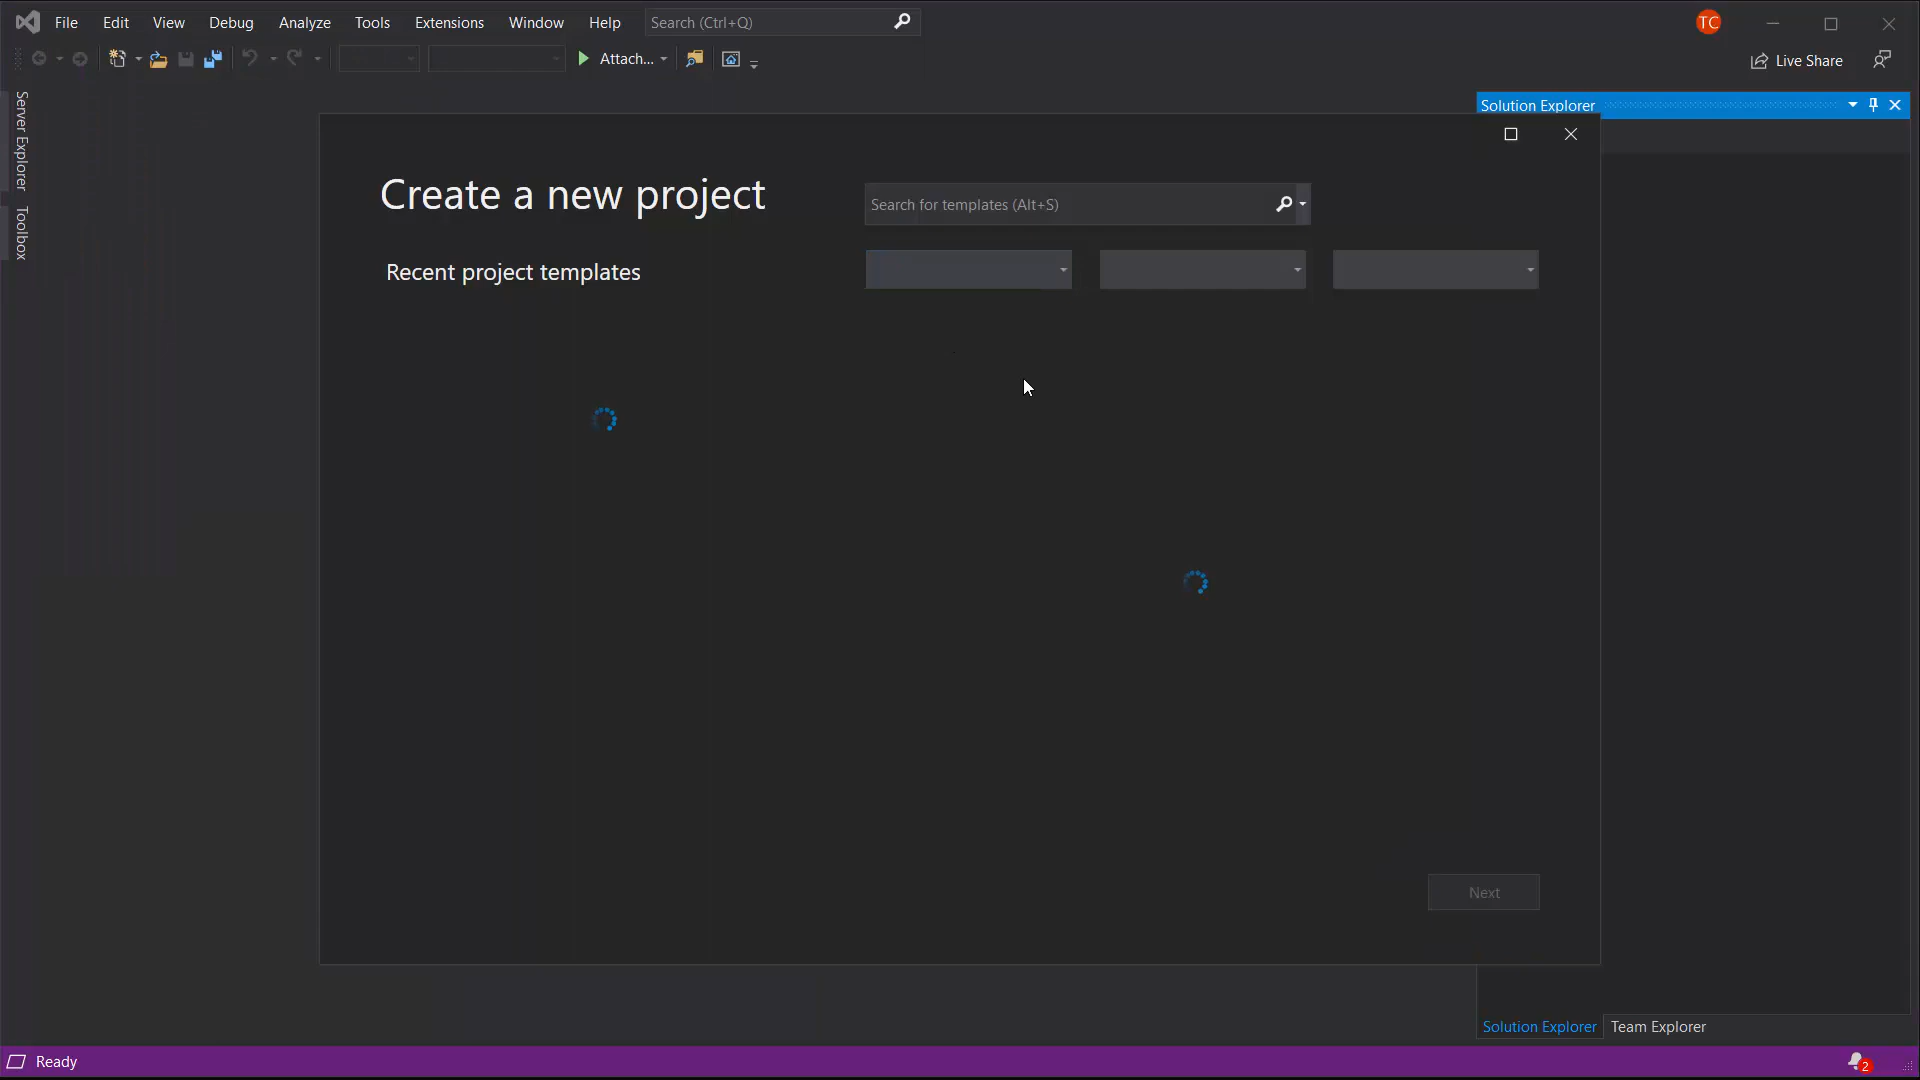 File Edit View Debug Analyze Tools Extensions Window Help Search (Ctrl+Q) TC
Attach... Live Share
Server Explorer
Toolbox
Solution Explorer
Create a new project
Search for templates (Alt+S)
Recent project templates
Next
Solution Explorer Team Explorer
Ready 2